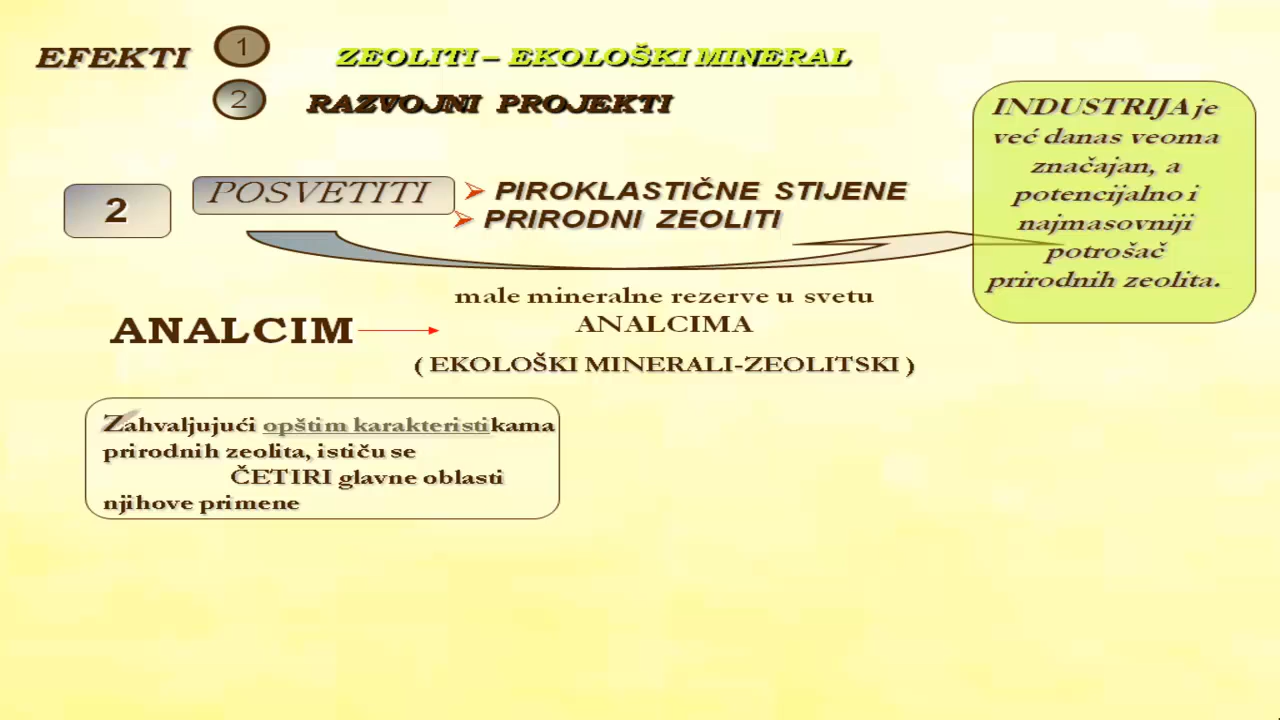 EFEKTI
1
ZEOLITI – EKOLOŠKI MINERAL
2
RAZVOJNI PROJEKTI
INDUSTRIJA je
već danas veoma
značajan, a
potencijalno i
najmasovniji
potrošač
prirodnih zeolita.
2
POSVETITI
PIROKLASTIČNE STIJENE
PRIRODNI ZEOLITI
male mineralne rezerve u svetu
ANALCIMA
( EKOLOŠKI MINERALI-ZEOLITSKI )
ANALCIM
Zahvaljujući opštim karakteristikama
prirodnih zeolita, ističu se
ČETIRI glavne oblasti
njihove primene